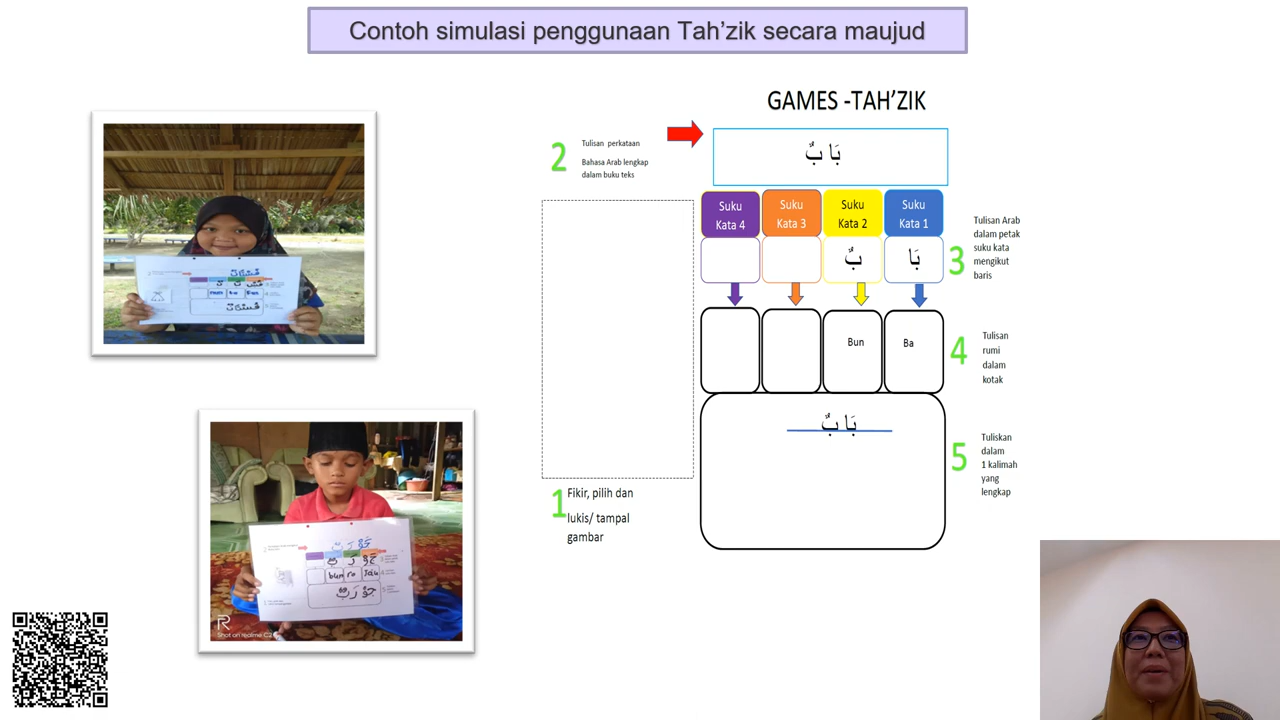 Contoh simulasi penggunaan Tah'zik secara maujud
GAMES -TAH'ZIK
2
Tulisan perkataan
Bahasa Arab lengkap
dalam buku teks
بَا بٌ
Suku Kata 4
Suku Kata 3
Suku Kata 2
Suku Kata 1
بٌ
بَا
3
Tulisan Arab
dalam petak
suku kata
mengikut
baris
Bun
Ba
4
Tulisan
rumi
dalam
kotak
بَا بٌ
5
Tuliskan
dalam
1 kalimah
yang
lengkap
1
Fikir, pilih dan
lukis/ tampal
gambar
bun ro Jau
جَوْ رَبٌ
Shot on realme C2